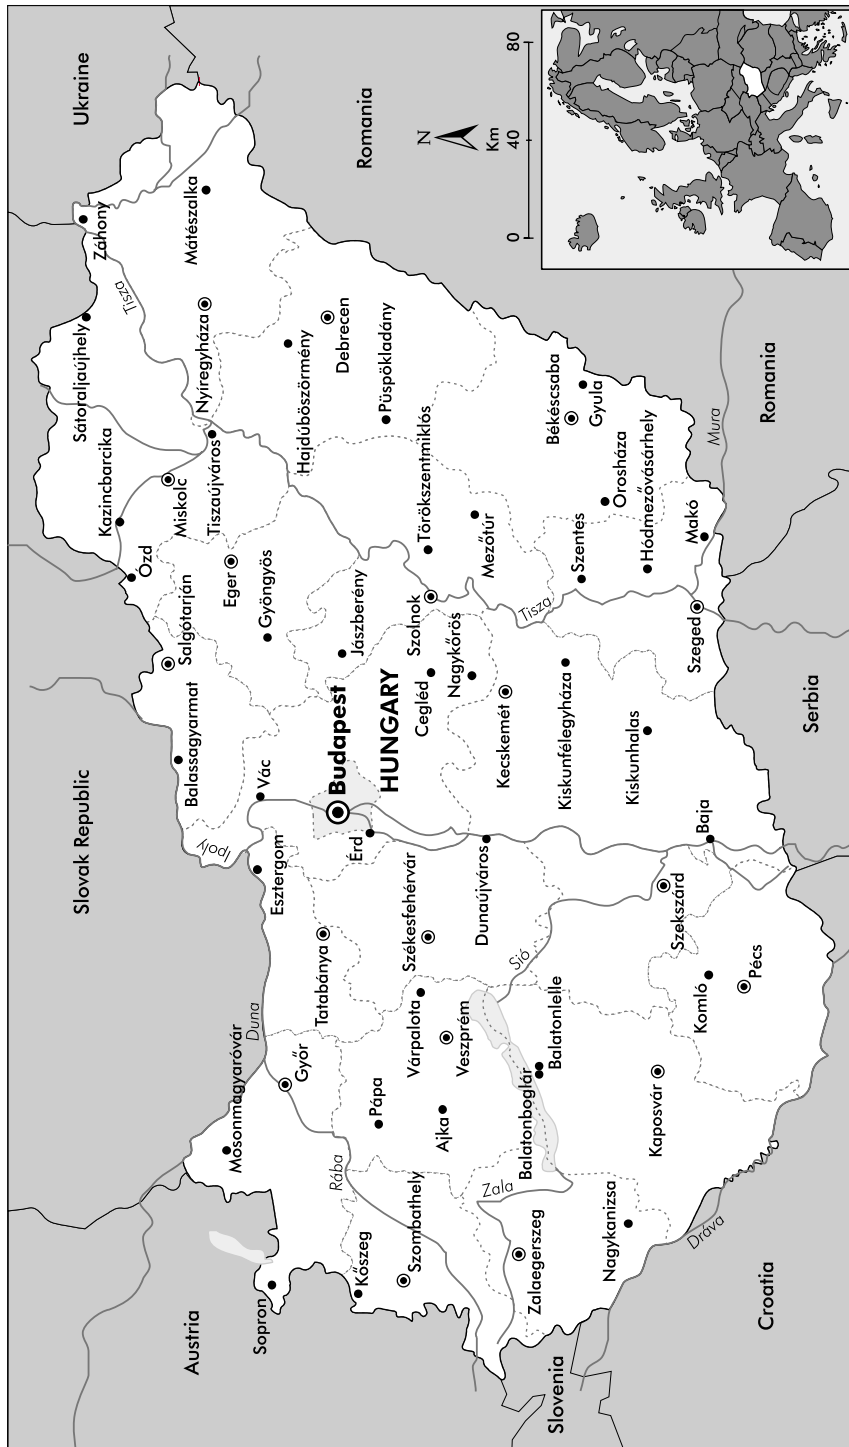 Ukraine
Romania
N
Km
0
40
80
Slovak Republic
Záhony
Mátészalka
Tisza
Sátoraljaújhely
Nyíregyháza
Kazincbarcika
Miskolc
Tiszaújváros
Hajdúböszörmény
Debrecen
Püspökladány
Ózd
Salgótarján
Eger
Gyöngyös
Balassagyarmat
Jászberény
Törökszentmiklós
Mezőtúr
Szolnok
Békéscsaba
Gyula
Orosháza
Szentes
Hódmezővásárhely
Makó
Mura
Romania
Tisza
Szeged
Vác
Ipoly
Budapest
HUNGARY
Cegléd
Nagykőrös
Kecskemét
Kiskunfélegyháza
Kiskunhalas
Serbia
Érd
Esztergom
Tatabánya
Székesfehérvár
Dunaújváros
Baja
Szekszárd
Sió
Duna
Mosonmagyaróvár
Győr
Várpalota
Veszprém
Pápa
Ajka
Balatonlelle
Balatonboglár
Komló
Pécs
Kaposvár
Rába
Zala
Austria
Sopron
Kőszeg
Szombathely
Zalaegerszeg
Nagykanizsa
Dráva
Slovenia
Croatia